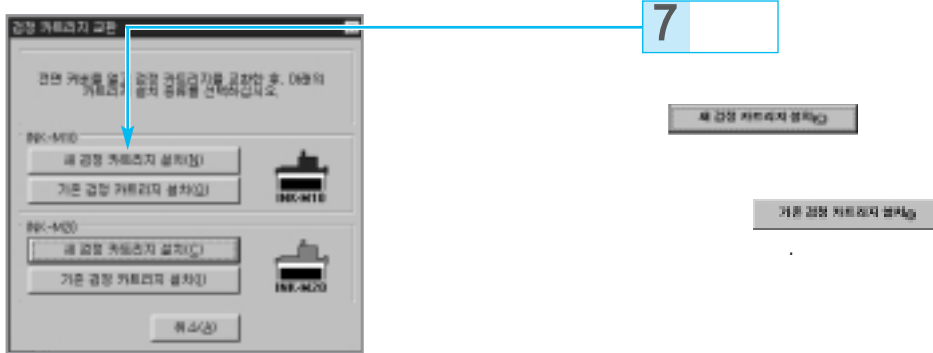 검정 카트리지 교환
전면 커버를 열고 검정 카트리지를 교환한 후, 아래의
카트리지 설치 종류를 선택하십시오.
INK-M10
새 검정 카트리지 설치(N)
기존 검정 카트리지 설치(O)
INK-M10
INK-M20
새 검정 카트리지 설치(C)
기존 검정 카트리지 설치(I)
INK-M20
취소(A)
7
새 검정 카트리지 설치(C)
기존 검정 카트리지 설치(I)
.